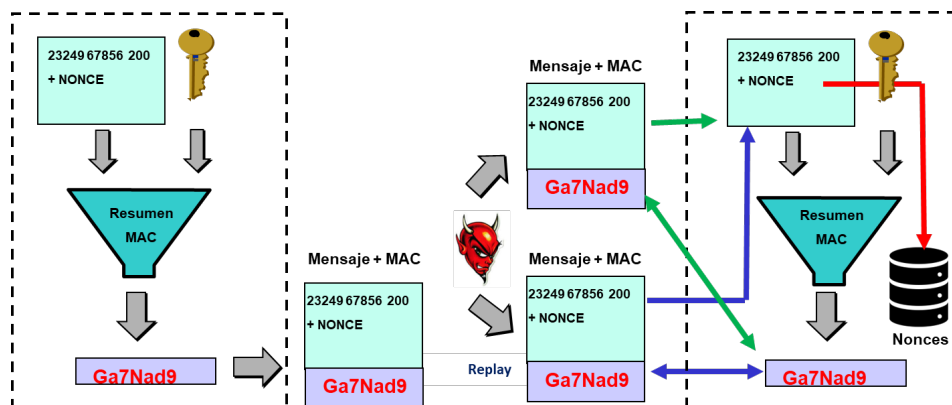 23249 67856 200
+ NONCE
Resumen
MAC
Ga7Nad9
Mensaje + MAC
23249 67856 200
+ NONCE
Ga7Nad9
Mensaje + MAC
23249 67856 200
+ NONCE
Ga7Nad9
Replay
Mensaje + MAC
23249 67856 200
+ NONCE
Ga7Nad9
23249 67856 200
+ NONCE
Resumen
MAC
Nonces
Ga7Nad9